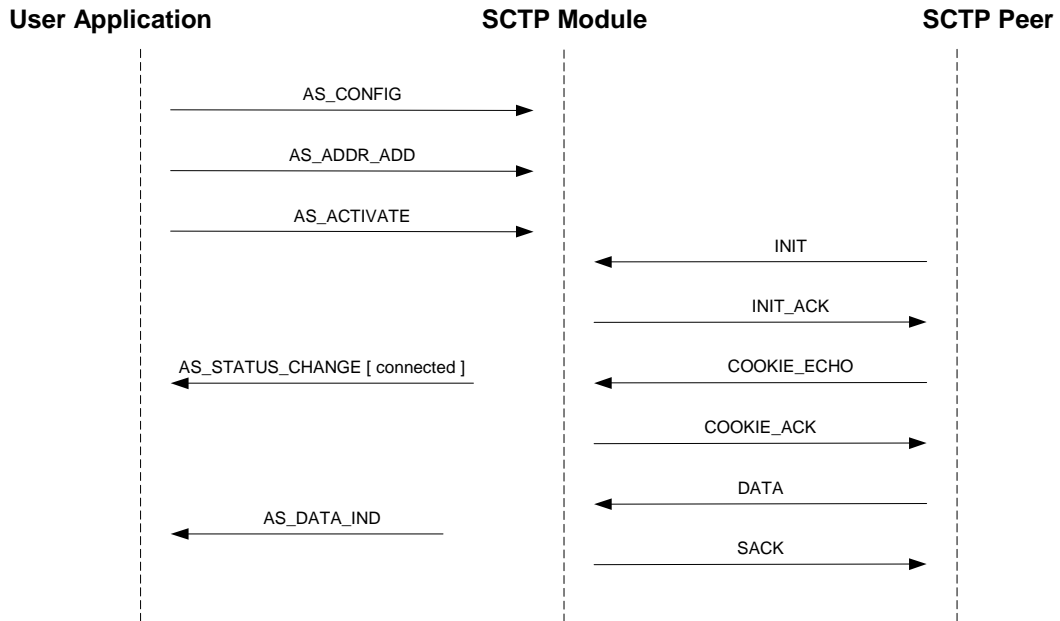 User Application
SCTP Module
SCTP Peer
AS_CONFIG
AS_ADDR_ADD
AS_ACTIVATE
INIT
INIT_ACK
AS_STATUS_CHANGE [ connected ]
COOKIE_ECHO
COOKIE_ACK
DATA
AS_DATA_IND
SACK